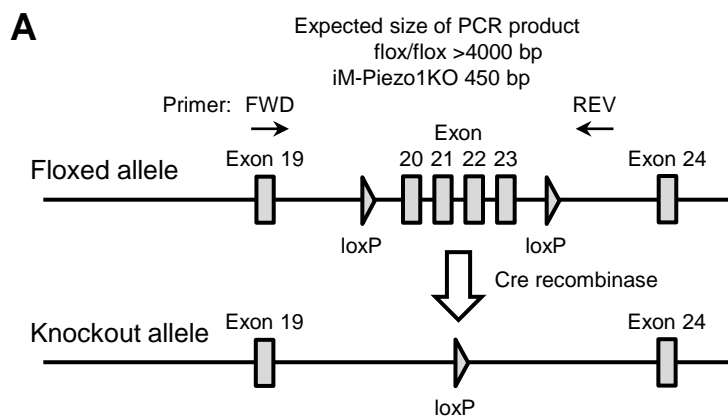 A
Expected size of PCR product
flox/flox >4000 bp
iM-Piezo1KO 450 bp
Primer: FWD
REV
Exon
Floxed allele
Exon 19
20 21 22 23
Exon 24
loxP
loxP
Cre recombinase
Knockout allele
Exon 19
Exon 24
loxP